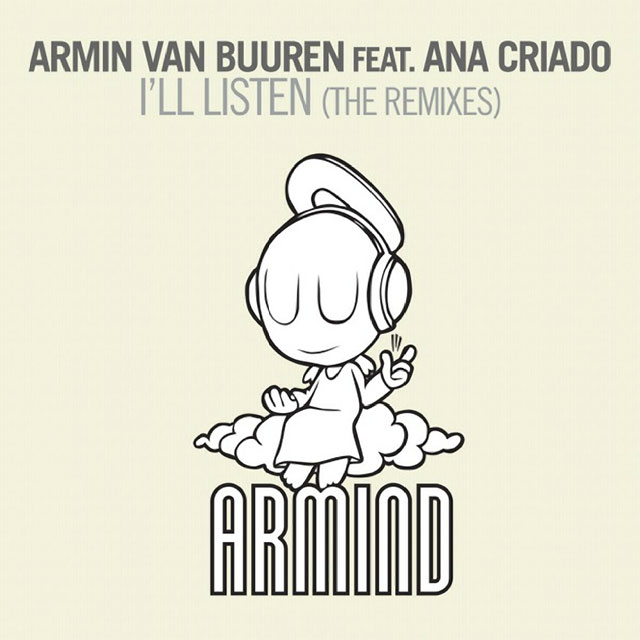 ARMIN VAN BUUREN FEAT. ANA CRIADO
I'LL LISTEN (THE REMIXES)
ARMIND